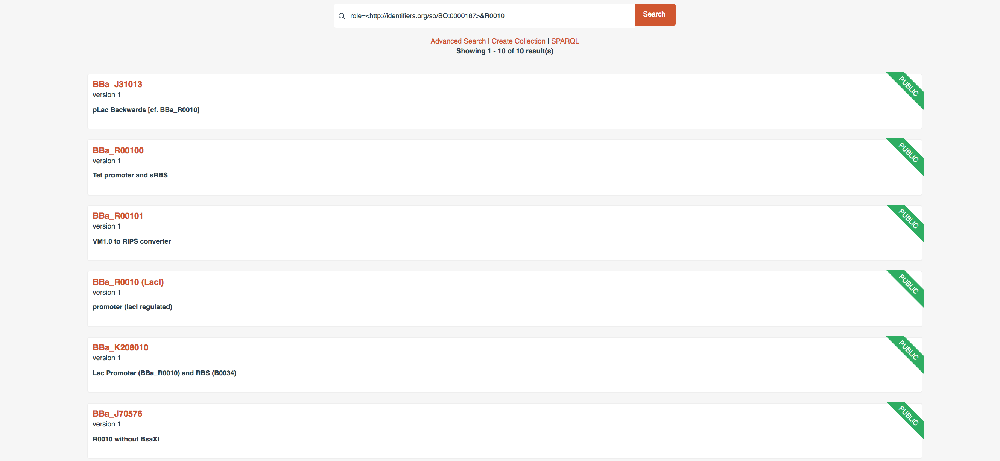 role=<http://identifiers.org/so/SO:0000167>&R0010
Search
Advanced Search | Create Collection | SPARQL
Showing 1 - 10 of 10 result(s)
BBa_J31013
PUBLIC
version 1
pLac Backwards [cf. BBa_R0010]
BBa_R00100
PUBLIC
version 1
Tet promoter and sRBS
BBa_R00101
PUBLIC
version 1
VM1.0 to RiPS converter
BBa_R0010 (LacI)
PUBLIC
version 1
promoter (lacI regulated)
BBa_K208010
PUBLIC
version 1
Lac Promoter (BBa_R0010) and RBS (B0034)
BBa_J70576
PUBLIC
version 1
R0010 without BsaXI